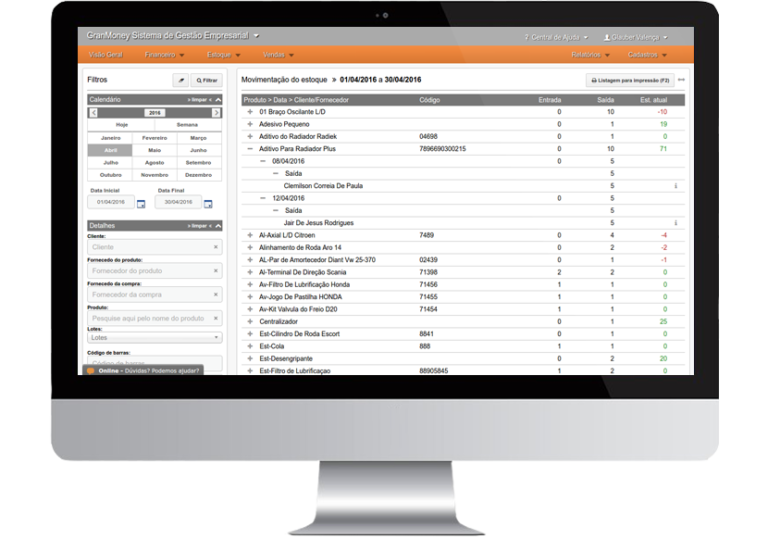 GranMoney Sistema de Gestão Empresarial
? Central de Ajuda
Glauber Valença
Visão Geral Financeiro Estoque Vendas Relatórios Cadastros
Filtros
Filtrar
Calendário » limpar «
2016
Hoje Semana
Janeiro Fevereiro Março
Abril Maio Junho
Julho Agosto Setembro
Outubro Novembro Dezembro
Data Inicial Data Final
01/04/2016 30/04/2016
Detalhes » limpar «
Cliente:
Cliente
Fornecedo do produto:
Fornecedor do produto
Fornecedo da compra:
Fornecedor da compra
Produto:
Pesquise aqui pelo nome do produto
Lotes:
Lotes
Código de barras:
Código de barras
Online - Dúvidas? Podemos ajudar?
Movimentação do estoque » 01/04/2016 a 30/04/2016
Listagem para impressão (F2)
Produto > Data > Cliente/Fornecedor Código Entrada Saída Est. atual
01 Braço Oscilante L/D 0 10 -10
Adesivo Pequeno 0 1 19
Aditivo do Radiador Radiek 04698 0 1 0
Aditivo Para Radiador Plus 7896690300215 0 10 71
08/04/2016 0 5
Saída 5
Clemilson Correia De Paula 5
12/04/2016 0 5
Saída 5
Jair De Jesus Rodrigues 5
Al-Axial L/D Citroen 7489 0 4 -4
Alinhamento de Roda Aro 14 0 2 -2
AL-Par de Amortecedor Diant Vw 25-370 02439 0 1 -1
Al-Terminal De Direção Scania 71398 2 2 0
Av-Filtro De Lubrificação Honda 71456 1 1 0
Av-Jogo De Pastilha HONDA 71455 1 1 0
Av-Kit Valvula do Freio D20 71454 1 1 0
Centralizador 0 1 25
Est-Cilindro De Roda Escort 8841 0 1 0
Est-Cola 888 1 1 0
Est-Desengripante 0 2 20
Est-Filtro de Lubrificaçao 88905845 1 2 0